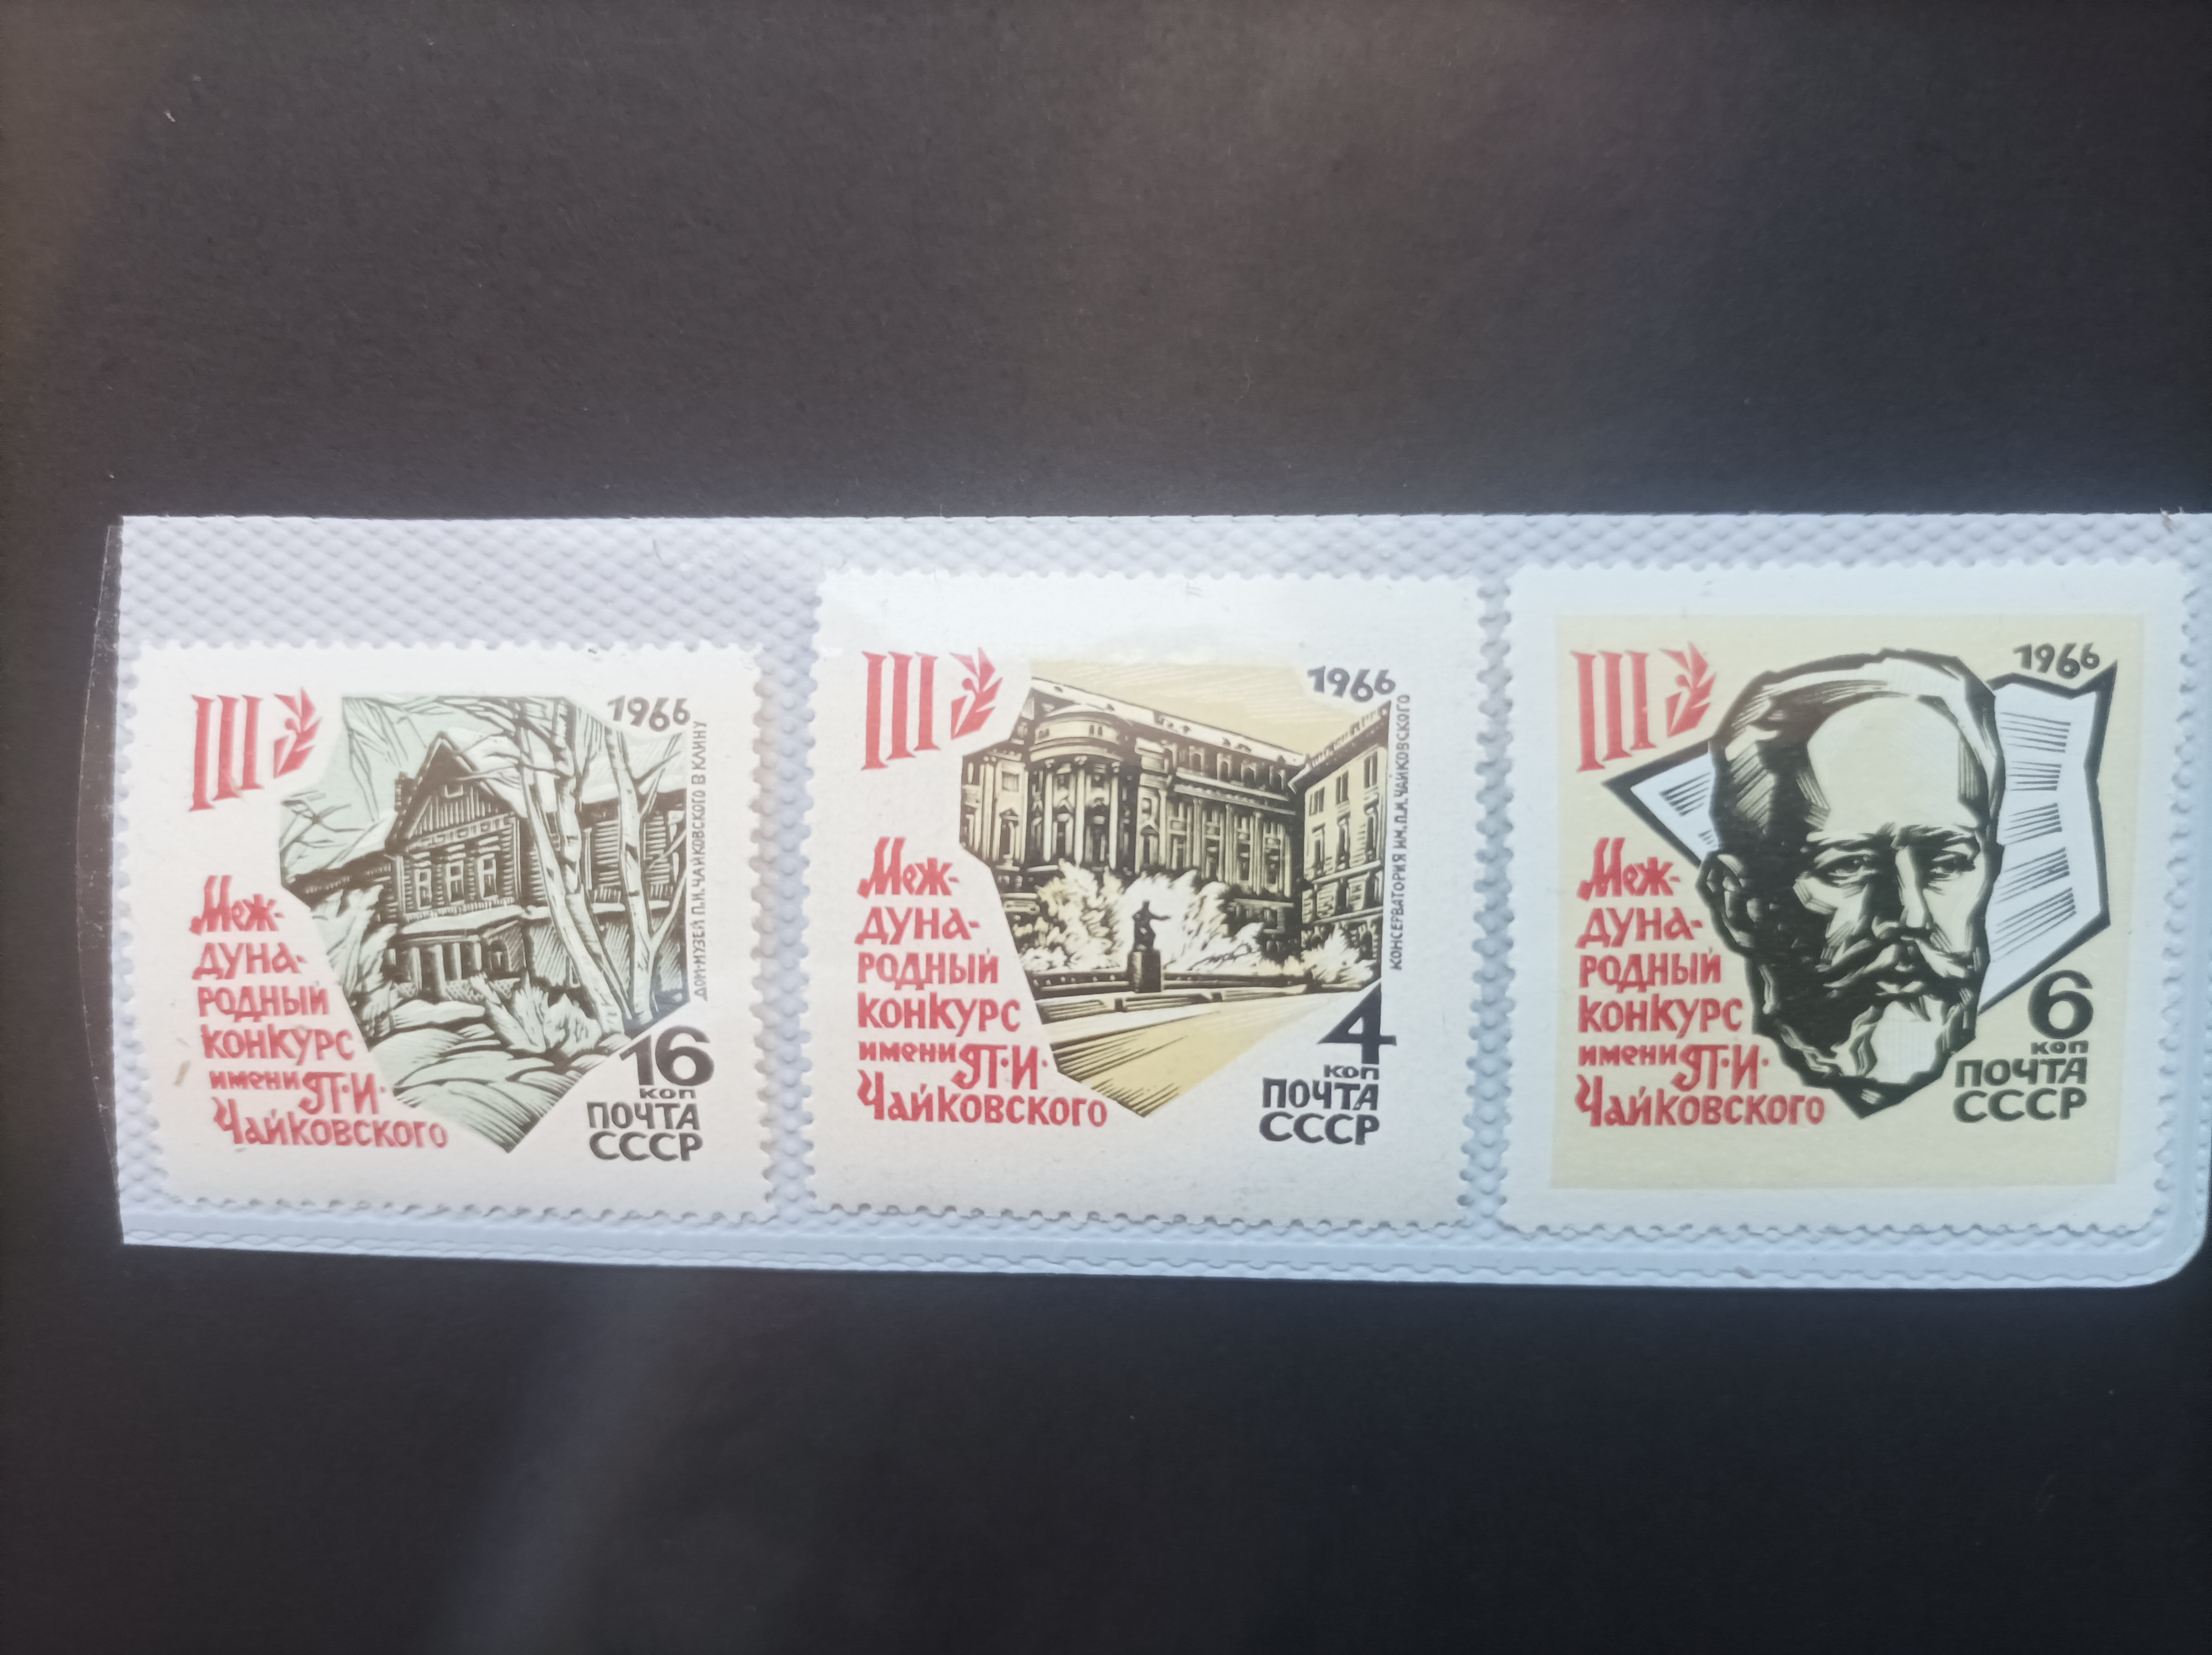 III
1966
Меж-
дуна-
родный
конкурс
имени П.И.
Чайковского
ДОМ-МУЗЕЙ П.И. ЧАЙКОВСКОГО В КЛИНУ
16
коп
ПОЧТА
СССР
III
1966
Меж-
дуна-
родный
конкурс
имени П.И.
Чайковского
КОНСЕРВАТОРИЯ ИМ. П.И. ЧАЙКОВСКОГО
4
коп
ПОЧТА
СССР
III
1966
Меж-
дуна-
родный
конкурс
имени П.И.
Чайковского
6
коп
ПОЧТА
СССР